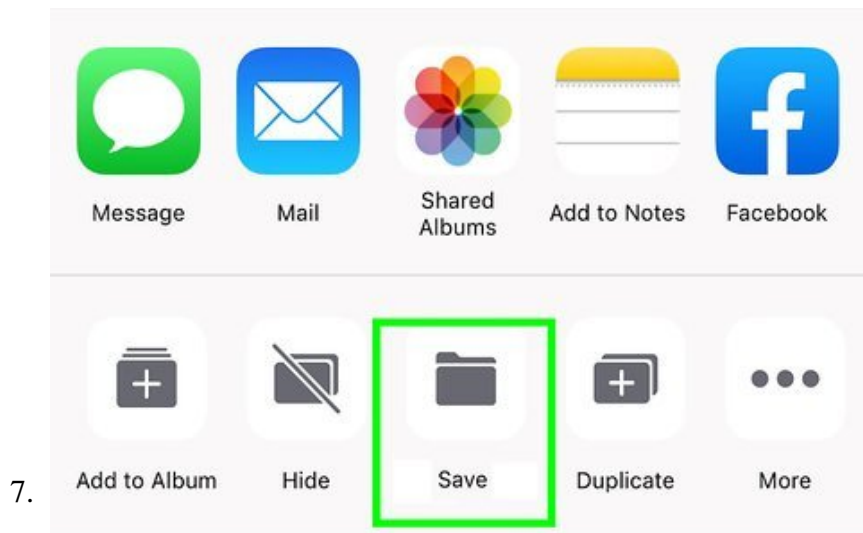 Message
Mail
Shared
Albums
Add to Notes
Facebook
7.
Add to Album
Hide
Save
Duplicate
More